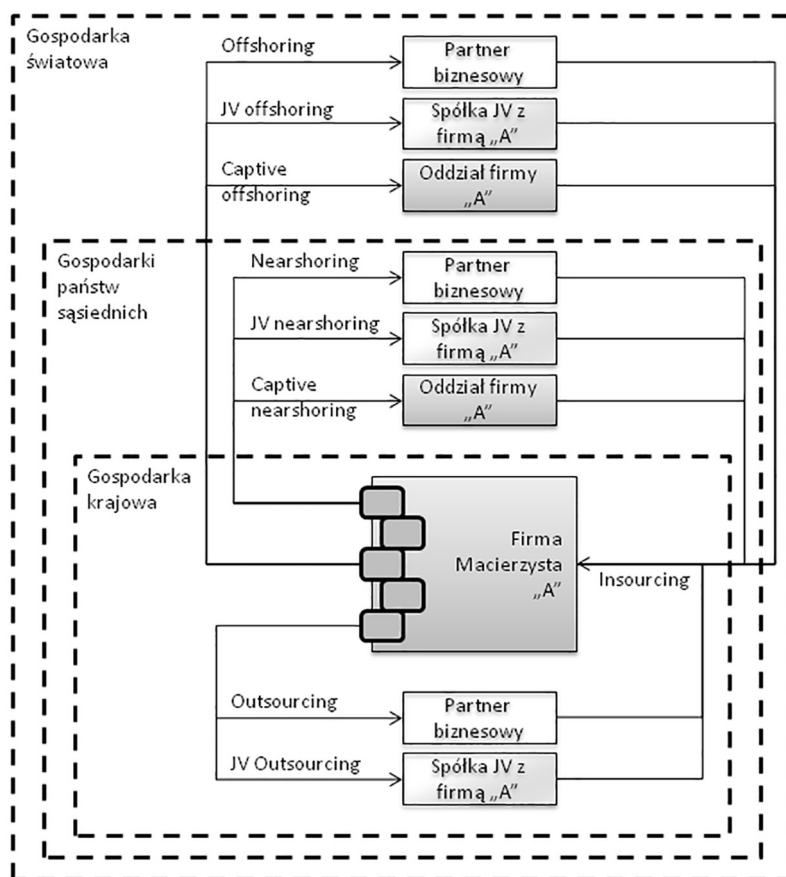 Gospodarka
światowa
Offshoring
Partner
biznesowy
JV offshoring
Spółka JV z
firmą „A”
Captive
offshoring
Oddział firmy
„A”
Gospodarki
państw
sąsiednich
Nearshoring
Partner
biznesowy
JV nearshoring
Spółka JV z
firmą „A”
Captive
nearshoring
Oddział firmy
„A”
Gospodarka
krajowa
Firma
Macierzysta
„A”
Insourcing
Outsourcing
Partner
biznesowy
JV Outsourcing
Spółka JV z
firmą „A”